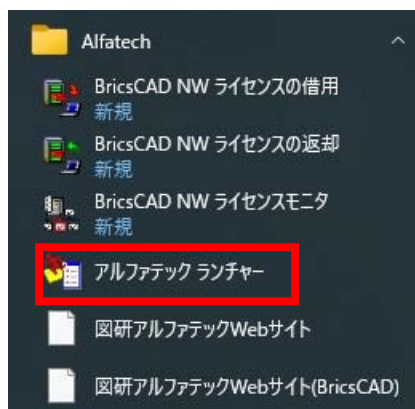 Alfatech
BricsCAD NW ライセンスの借用
新規
BricsCAD NW ライセンスの返却
新規
BricsCAD NW ライセンスモニタ
新規
アルファテック ランチャー
図研アルファテックWebサイト
図研アルファテックWebサイト(BricsCAD)